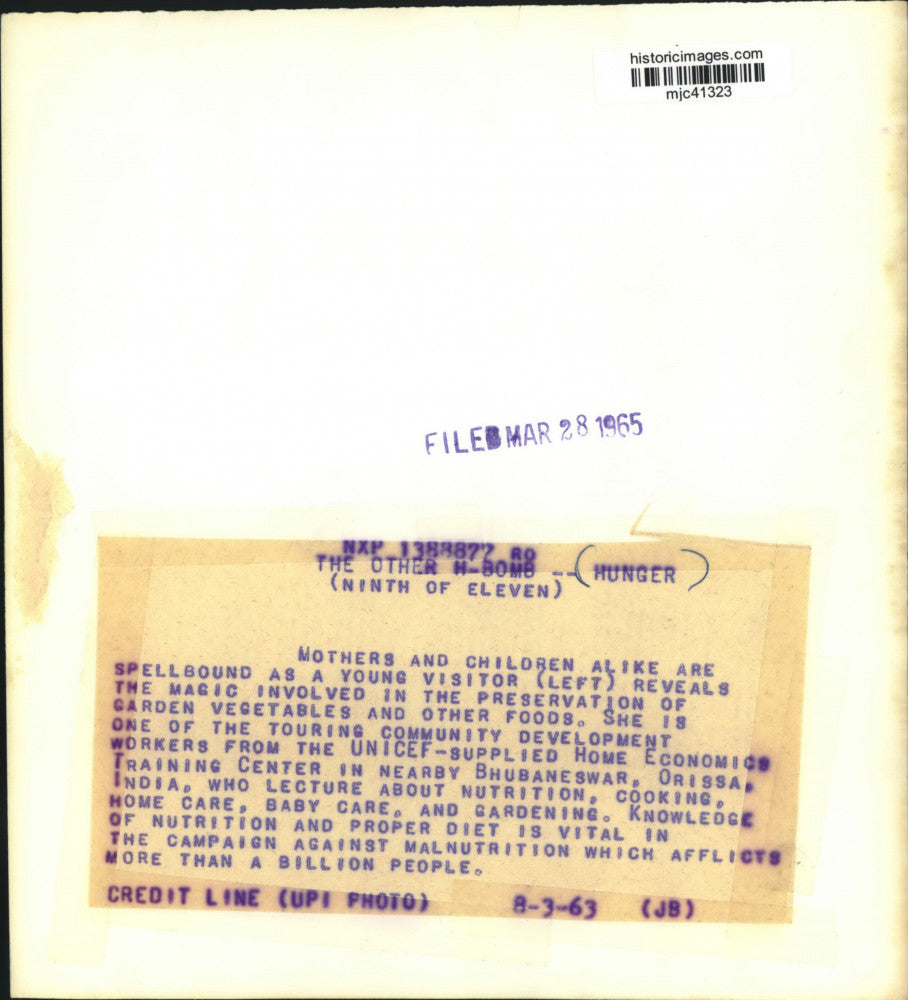 historicimages.com
mjc41323
FILED MAR 28 1965
NXP 1388877 RO
THE OTHER H-BOMB -- (HUNGER)
(NINTH OF ELEVEN)
MOTHERS AND CHILDREN ALIKE ARE
SPELLBOUND AS A YOUNG VISITOR (LEFT) REVEALS
THE MAGIC INVOLVED IN THE PRESERVATION OF
GARDEN VEGETABLES AND OTHER FOODS. SHE IS
ONE OF THE TOURING COMMUNITY DEVELOPMENT
WORKERS FROM THE UNICEF-SUPPLIED HOME ECONOMICS
TRAINING CENTER IN NEARBY BHUBANESWAR, ORISSA,
INDIA, WHO LECTURE ABOUT NUTRITION, COOKING,
HOME CARE, BABY CARE, AND GARDENING. KNOWLEDGE
OF NUTRITION AND PROPER DIET IS VITAL IN
THE CAMPAIGN AGAINST MALNUTRITION WHICH AFFLICTS
MORE THAN A BILLION PEOPLE.
CREDIT LINE (UPI PHOTO) 8-3-63 (JB)